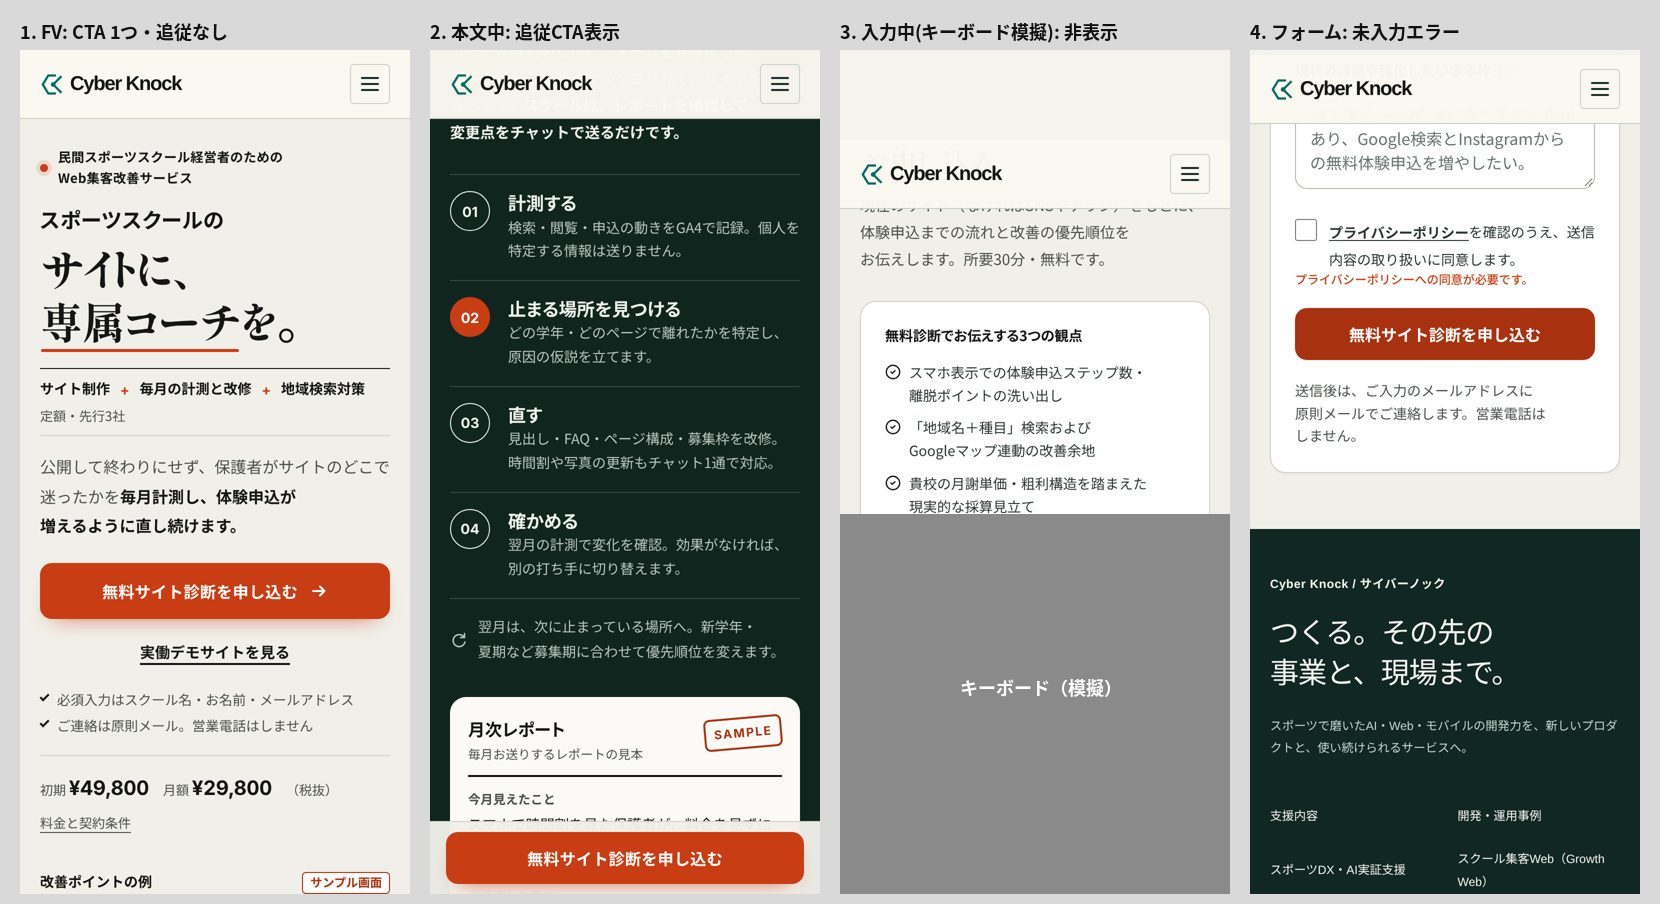 1. FV: CTA 1つ・追従なし
Cyber Knock
民間スポーツスクール経営者のための
Web集客改善サービス
スポーツスクールの
サイトに、
専属コーチを。
サイト制作 + 毎月の計測と改修 + 地域検索対策
定額・先行3社
公開して終わりにせず、保護者がサイトのどこで
迷ったかを毎月計測し、体験申込が
増えるように直し続けます。
無料サイト診断を申し込む →
実働デモサイトを見る
必須入力はスクール名・お名前・メールアドレス
ご連絡は原則メール。営業電話はしません
初期 ¥49,800 月額 ¥29,800 （税抜）
料金と契約条件
改善ポイントの例 サンプル画面
2. 本文中: 追従CTA表示
Cyber Knock
変更点をチャットで送るだけです。
01 計測する
検索・閲覧・申込の動きをGA4で記録。個人を
特定する情報は送りません。
02 止まる場所を見つける
どの学年・どのページで離れたかを特定し、
原因の仮説を立てます。
03 直す
見出し・FAQ・ページ構成・募集枠を改修。
時間割や写真の更新もチャット1通で対応。
04 確かめる
翌月の計測で変化を確認。効果がなければ、
別の打ち手に切り替えます。
翌月は、次に止まっている場所へ。新学年・
夏期など募集期に合わせて優先順位を変えます。
月次レポート SAMPLE
毎月お送りするレポートの見本
今月見えたこと
無料サイト診断を申し込む
3. 入力中(キーボード模擬): 非表示
Cyber Knock
体験申込までの流れと改善の優先順位を
お伝えします。所要30分・無料です。
無料診断でお伝えする3つの観点
スマホ表示での体験申込ステップ数・
離脱ポイントの洗い出し
「地域名＋種目」検索および
Googleマップ連動の改善余地
貴校の月謝単価・粗利構造を踏まえた
現実的な採算見立て
キーボード（模擬）
4. フォーム: 未入力エラー
Cyber Knock
あり、Google検索とInstagramから
の無料体験申込を増やしたい。
プライバシーポリシーを確認のうえ、送信
内容の取り扱いに同意します。
プライバシーポリシーへの同意が必要です。
無料サイト診断を申し込む
送信後は、ご入力のメールアドレスに
原則メールでご連絡します。営業電話は
しません。
Cyber Knock / サイバーノック
つくる。その先の
事業と、現場まで。
スポーツで磨いたAI・Web・モバイルの開発力を、新しいプロダ
クトと、使い続けられるサービスへ。
支援内容 開発・運用事例
スポーツDX・AI実証支援 スクール集客Web（Growth
Web）